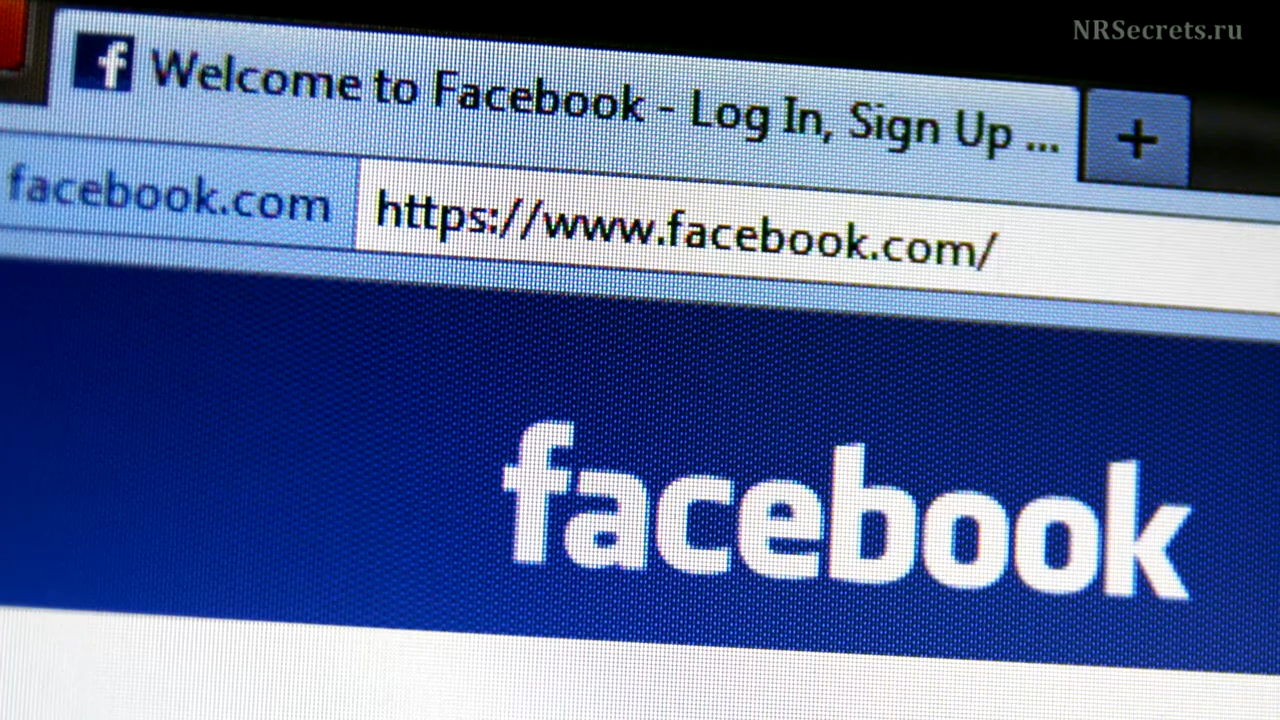 NRSecrets.ru
f Welcome to Facebook - Log In, Sign Up ... +
facebook.com https://www.facebook.com/
facebook